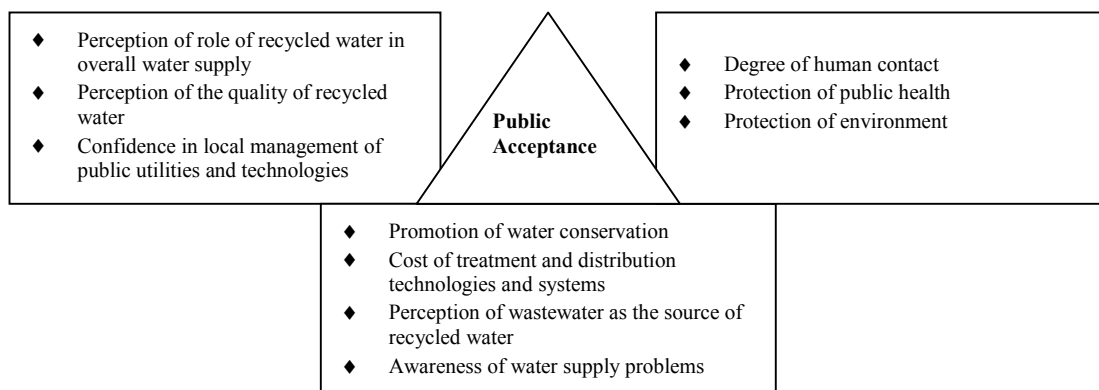 ♦ Perception of role of recycled water in
overall water supply
♦ Perception of the quality of recycled
water
♦ Confidence in local management of
public utilities and technologies
Public
Acceptance
♦ Degree of human contact
♦ Protection of public health
♦ Protection of environment
♦ Promotion of water conservation
♦ Cost of treatment and distribution
technologies and systems
♦ Perception of wastewater as the source of
recycled water
♦ Awareness of water supply problems